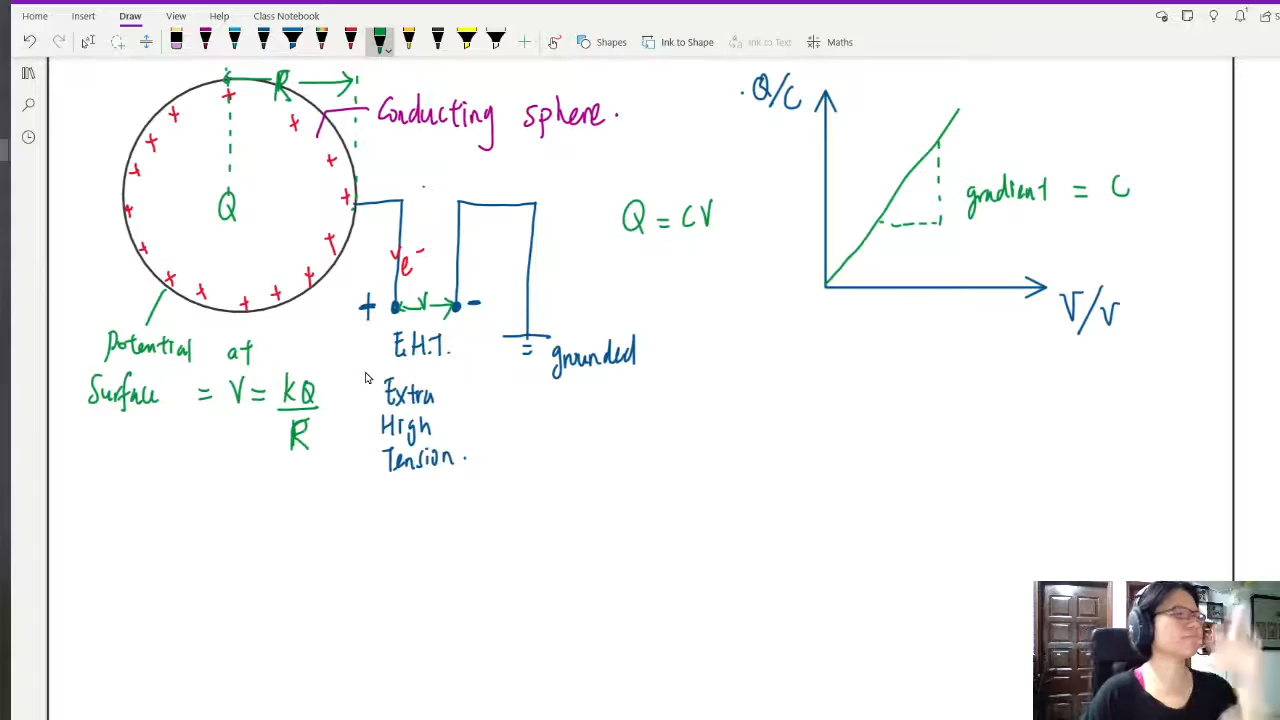 Home Insert Draw View Help Class Notebook
Shapes Ink to Shape Ink to Text Maths
R
Conducting sphere.
Q
e⁻
+ V -
E.H.T.
Extra
High
Tension.
grounded
Potential at
Surface = V = kQ/R
Q = CV
Q/C
gradient = C
V/V